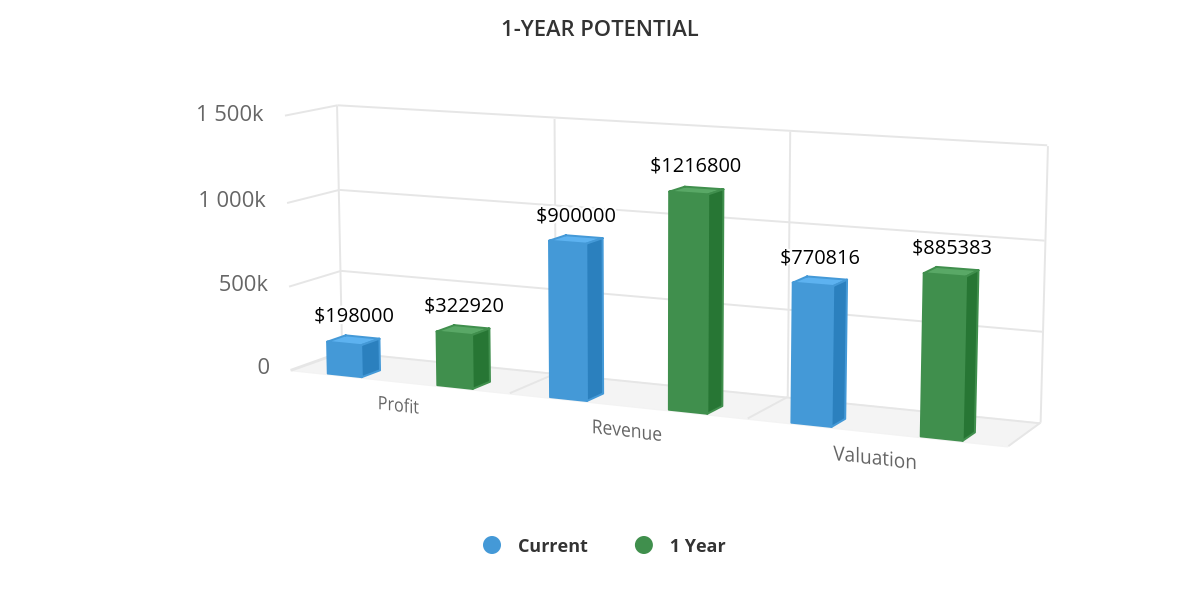 1-YEAR POTENTIAL
1 500k
1 000k
500k
0
$198000
$322920
$900000
$1216800
$770816
$885383
Profit
Revenue
Valuation
Current
1 Year